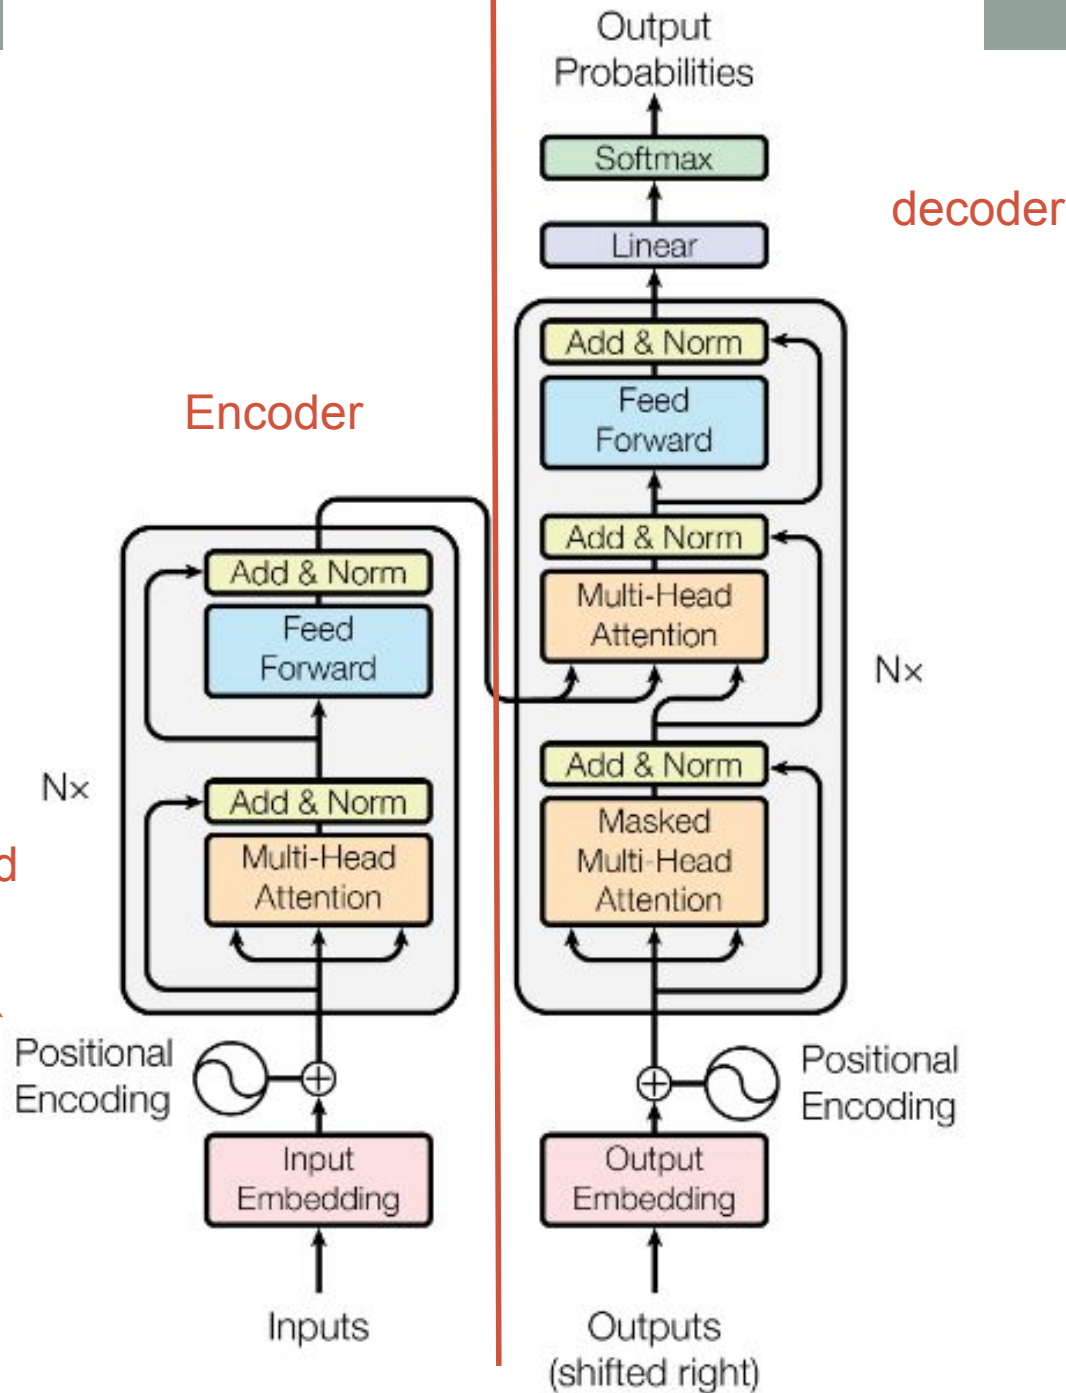 Output
Probabilities
Softmax
decoder
Linear
Add & Norm
Feed
Forward
Add & Norm
Multi-Head
Attention
Nx
Add & Norm
Masked
Multi-Head
Attention
Positional
Encoding
Output
Embedding
Outputs
(shifted right)
Encoder
Add & Norm
Feed
Forward
Nx
Add & Norm
Multi-Head
Attention
d
Positional
Encoding
Input
Embedding
Inputs